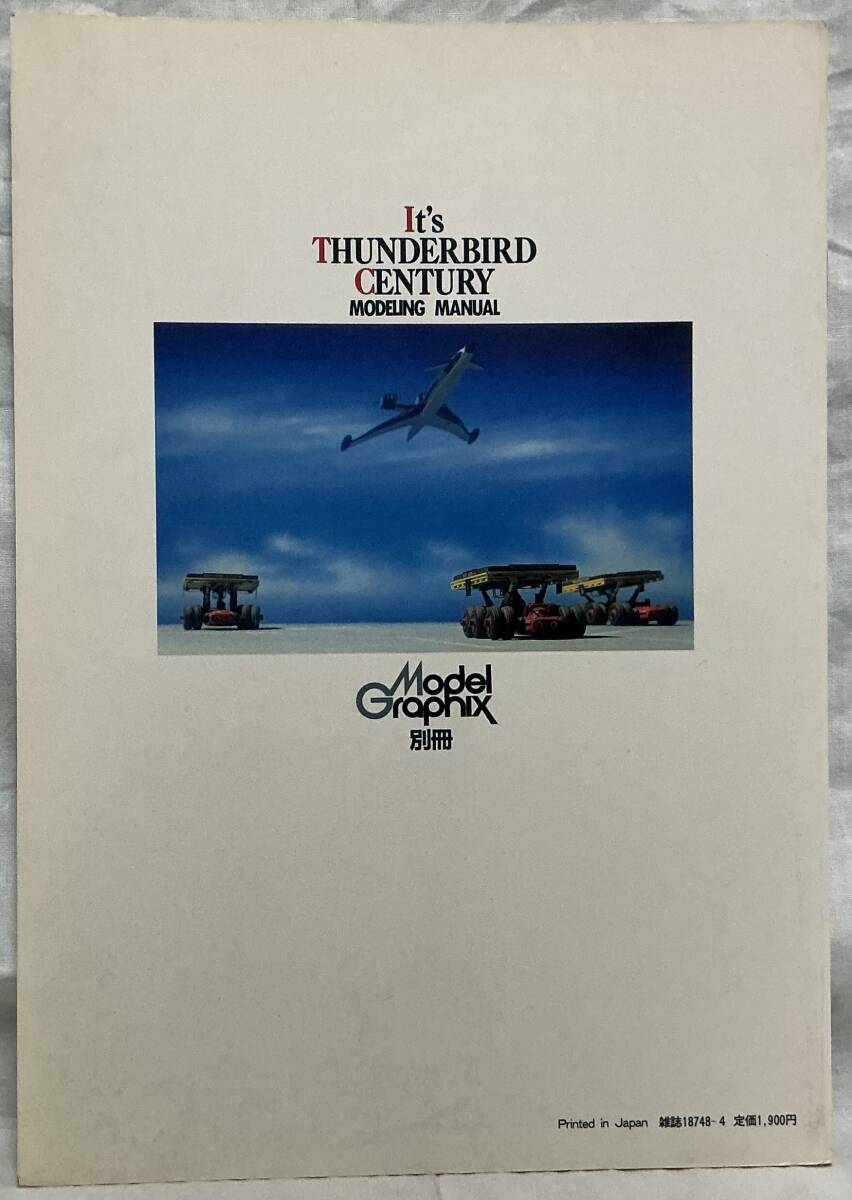 It's
THUNDERBIRD
CENTURY
MODELING MANUAL
Model
Graphix
別冊
Printed in Japan 雑誌18748-4 定価1,900円